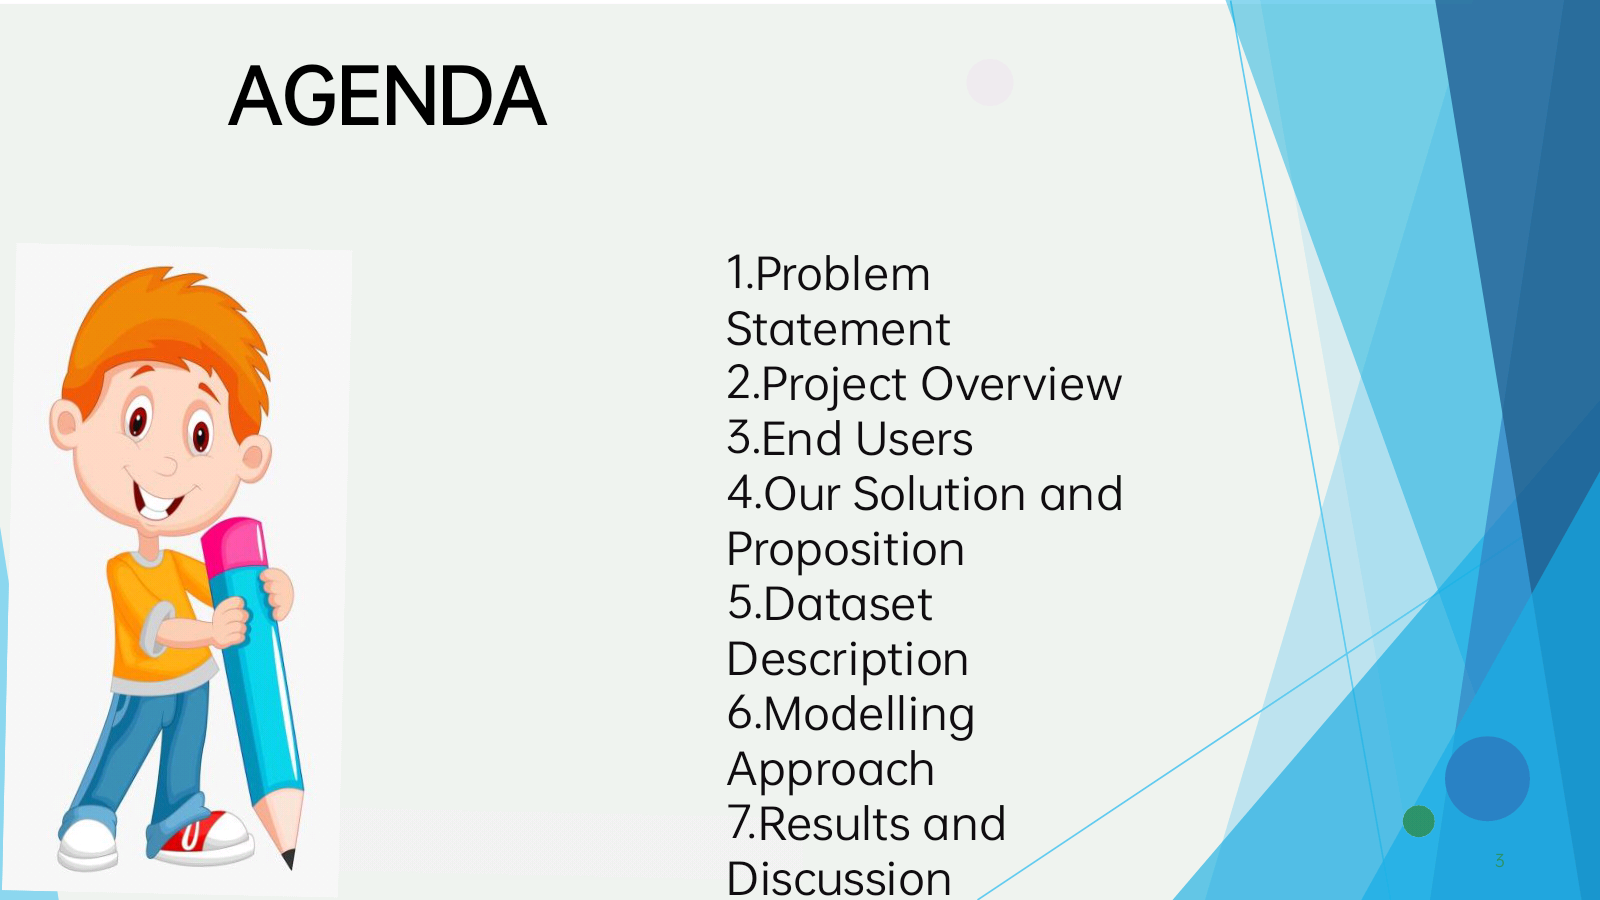 AGENDA
1.Problem
Statement
2.Project Overview
3.End Users
4.Our Solution and
Proposition
5.Dataset
Description
6.Modelling
Approach
7.Results and
Discussion
3